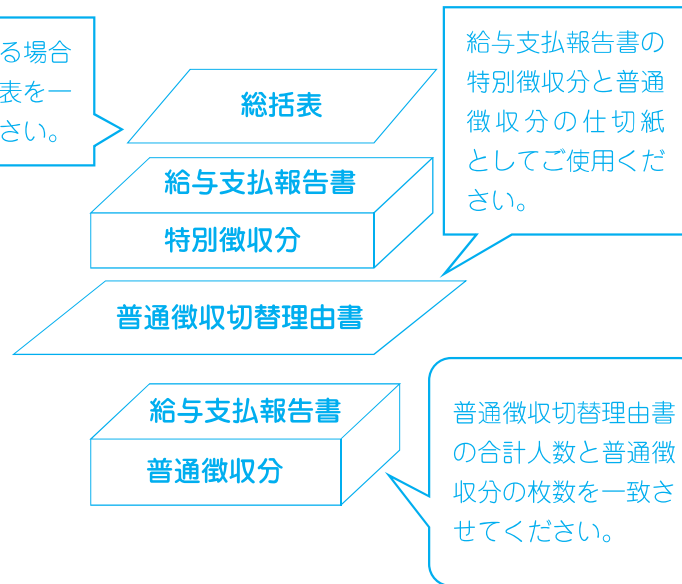 る場合
表を一
さい。
総括表
給与支払報告書
特別徴収分
普通徴収切替理由書
給与支払報告書
普通徴収分
給与支払報告書の
特別徴収分と普通
徴収分の仕切紙
としてご使用くだ
さい。
普通徴収切替理由書
の合計人数と普通徴
収分の枚数を一致さ
せてください。